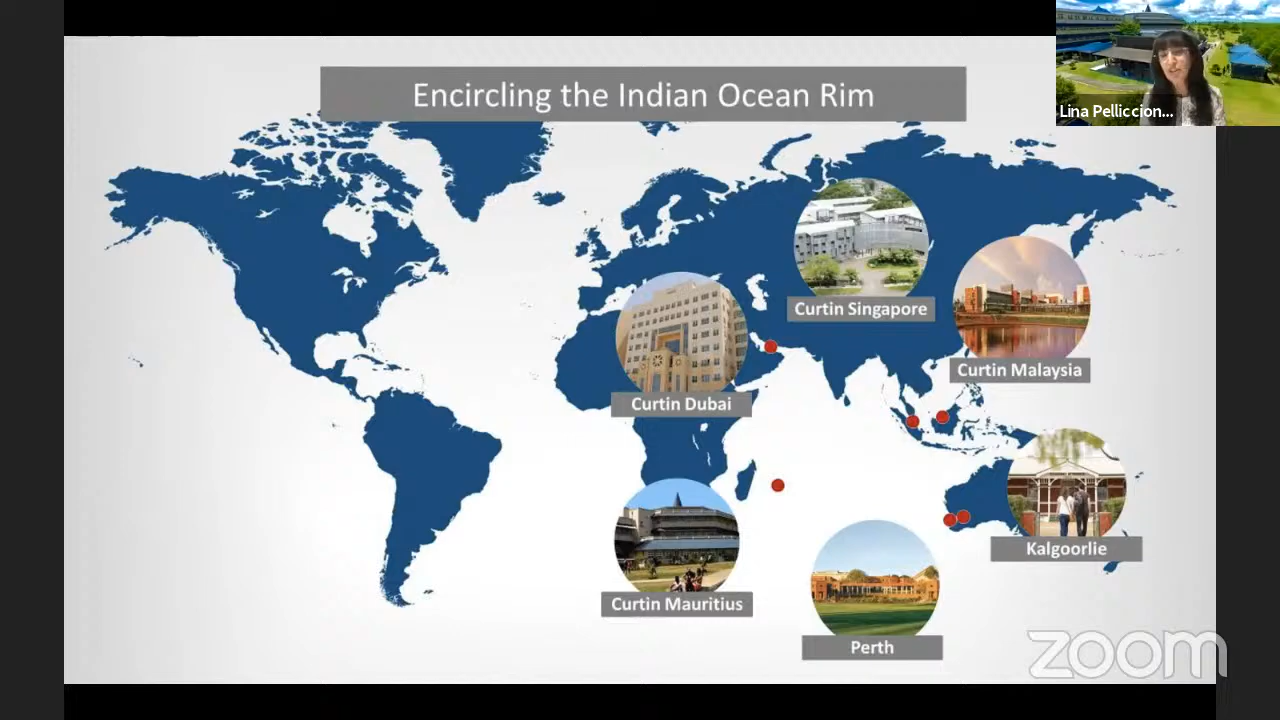 Encircling the Indian Ocean Rim
Lina Pelliccion...
Curtin Singapore
Curtin Malaysia
Curtin Dubai
Kalgoorlie
Curtin Mauritius
Perth
zoom